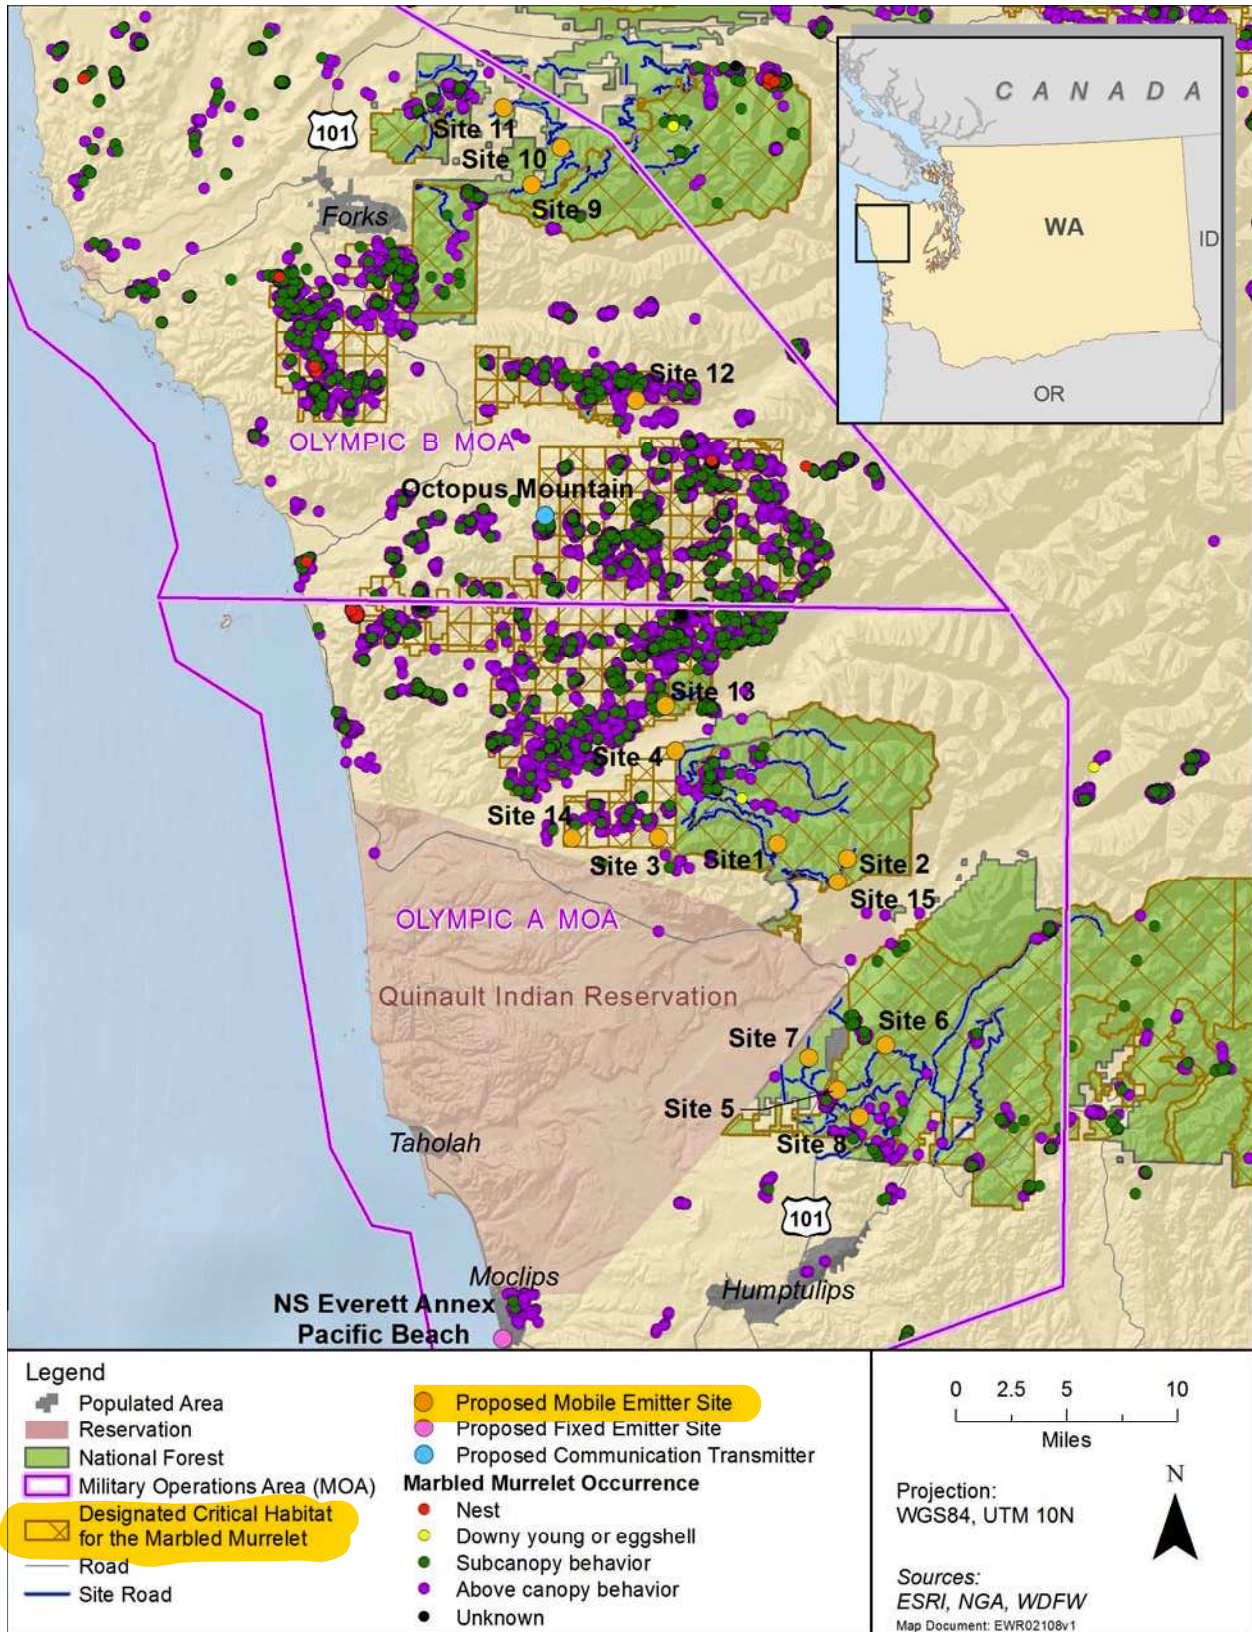 C A N A D A
WA
ID
OR
101
Site 11
Site 10
Site 9
Forks
Site 12
OLYMPIC B MOA
Octopus Mountain
Site 13
Site 4
Site 14
Site 3
Site1
Site 2
Site 15
OLYMPIC A MOA
Quinault Indian Reservation
Site 7
Site 6
Site 5
Site 8
Taholah
101
Moclips
Humptulips
NS Everett Annex
Pacific Beach
Legend
Populated Area
Reservation
National Forest
Military Operations Area (MOA)
Designated Critical Habitat
for the Marbled Murrelet
Road
Site Road
Proposed Mobile Emitter Site
Proposed Fixed Emitter Site
Proposed Communication Transmitter
Marbled Murrelet Occurrence
Nest
Downy young or eggshell
Subcanopy behavior
Above canopy behavior
Unknown
0 2.5 5 10
Miles
N
Projection:
WGS84, UTM 10N
Sources:
ESRI, NGA, WDFW
Map Document: EWR02108v1